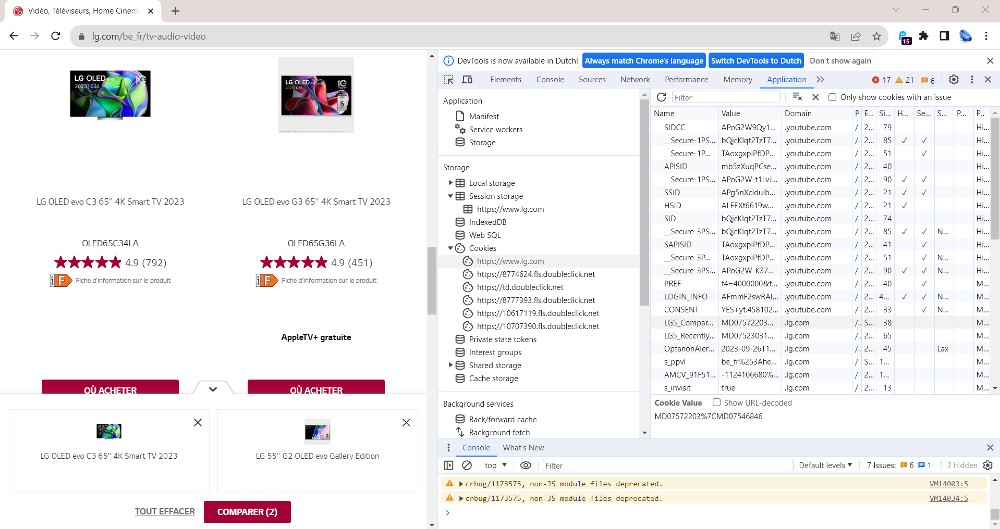 Vidéo, Téléviseurs, Home Cinem
lg.com/be_fr/tv-audio-video
15
LG OLED evo
2023 | C34
LG OLED evo
2023 | G36
5
LG OLED evo C3 65'' 4K Smart TV 2023
LG OLED evo G3 65'' 4K Smart TV 2023
OLED65C34LA
OLED65G36LA
4.9 (792)
4.9 (451)
F Fiche d'information sur le produit
F Fiche d'information sur le produit
AppleTV+ gratuite
OÙ ACHETER
OÙ ACHETER
LG OLED evo C3 65'' 4K Smart TV 2023
LG 55'' G2 OLED evo Gallery Edition
TOUT EFFACER
COMPARER (2)
DevTools is now available in Dutch!
Always match Chrome's language
Switch DevTools to Dutch
Don't show again
Elements Console Sources Network Performance Memory Application
17 21 6
Application
Manifest
Service workers
Storage
Storage
Local storage
Session storage
https://www.lg.com
IndexedDB
Web SQL
Cookies
https://www.lg.com
https://8774624.fls.doubleclick.net
https://td.doubleclick.net
https://8777393.fls.doubleclick.net
https://10617119.fls.doubleclick.net
https://10707390.fls.doubleclick.net
Private state tokens
Interest groups
Shared storage
Cache storage
Background services
Back/forward cache
Background fetch
Filter
Only show cookies with an issue
Name Value Domain P. E... Si... H... Se... S... P... P..
SIDCC APoG2W9Qy1... .youtube.com / 2... 79 Hi...
__Secure-1PS... bQjcKlqt2TzT7... .youtube.com / 2... 85 ✓ ✓ Hi...
__Secure-1P... TAoxgxpiPfDP... .youtube.com / 2... 51 ✓ Hi...
APISID mb5zXuqPCse... .youtube.com / 2... 40 Hi...
__Secure-1PS... APoG2W-t1LvJ... .youtube.com / 2... 90 ✓ ✓ Hi...
SSID APg5nXciduib... .youtube.com / 2... 21 ✓ ✓ Hi...
HSID ALEEXt6619w... .youtube.com / 2... 21 ✓ Hi...
SID bQjcKlqt2TzT7... .youtube.com / 2... 74 Hi...
__Secure-3PS... bQjcKlqt2TzT7... .youtube.com / 2... 85 ✓ ✓ N... Hi...
SAPISID TAoxgxpiPfDP... .youtube.com / 2... 41 ✓ Hi...
__Secure-3P... TAoxgxpiPfDP... .youtube.com / 2... 51 ✓ N... Hi...
__Secure-3PS... APoG2W-K37... .youtube.com / 2... 90 ✓ ✓ N... Hi...
PREF f4=4000000&t... .youtube.com / 2... 40 ✓ M...
LOGIN_INFO AFmmF2swRAI... .youtube.com / 2... 4... ✓ ✓ N... M...
CONSENT YES+yt.458102... .youtube.com / 2... 33 ✓ N... M...
LG5_Compar... MD07572203... .lg.com /.. S... 38 M...
LG5_Recently... MD07523031... .lg.com /.. 2... 65 M...
OptanonAler... 2023-09-26T1... .lg.com /.. 2... 45 Lax M...
s_ppvl be_fr%253Ahe... .lg.com / S... 1... M...
AMCV_91F51... -1124106680%... .lg.com / 2... 1... M...
s_invisit true .lg.com / 2... 13 M...
Cookie Value Show URL-decoded
MD07572203%7CMD07546846
Console What's New
top Filter Default levels 7 Issues: 6 1 2 hidden
crbug/1173575, non-JS module files deprecated. VM14003:5
crbug/1173575, non-JS module files deprecated. VM14034:5